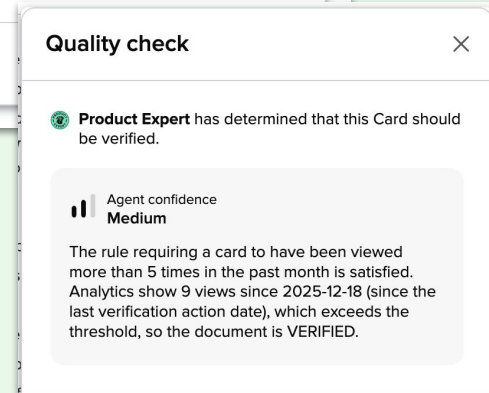 Quality check
Product Expert has determined that this Card should
be verified.
Agent confidence
Medium
The rule requiring a card to have been viewed
more than 5 times in the past month is satisfied.
Analytics show 9 views since 2025-12-18 (since the
last verification action date), which exceeds the
threshold, so the document is VERIFIED.